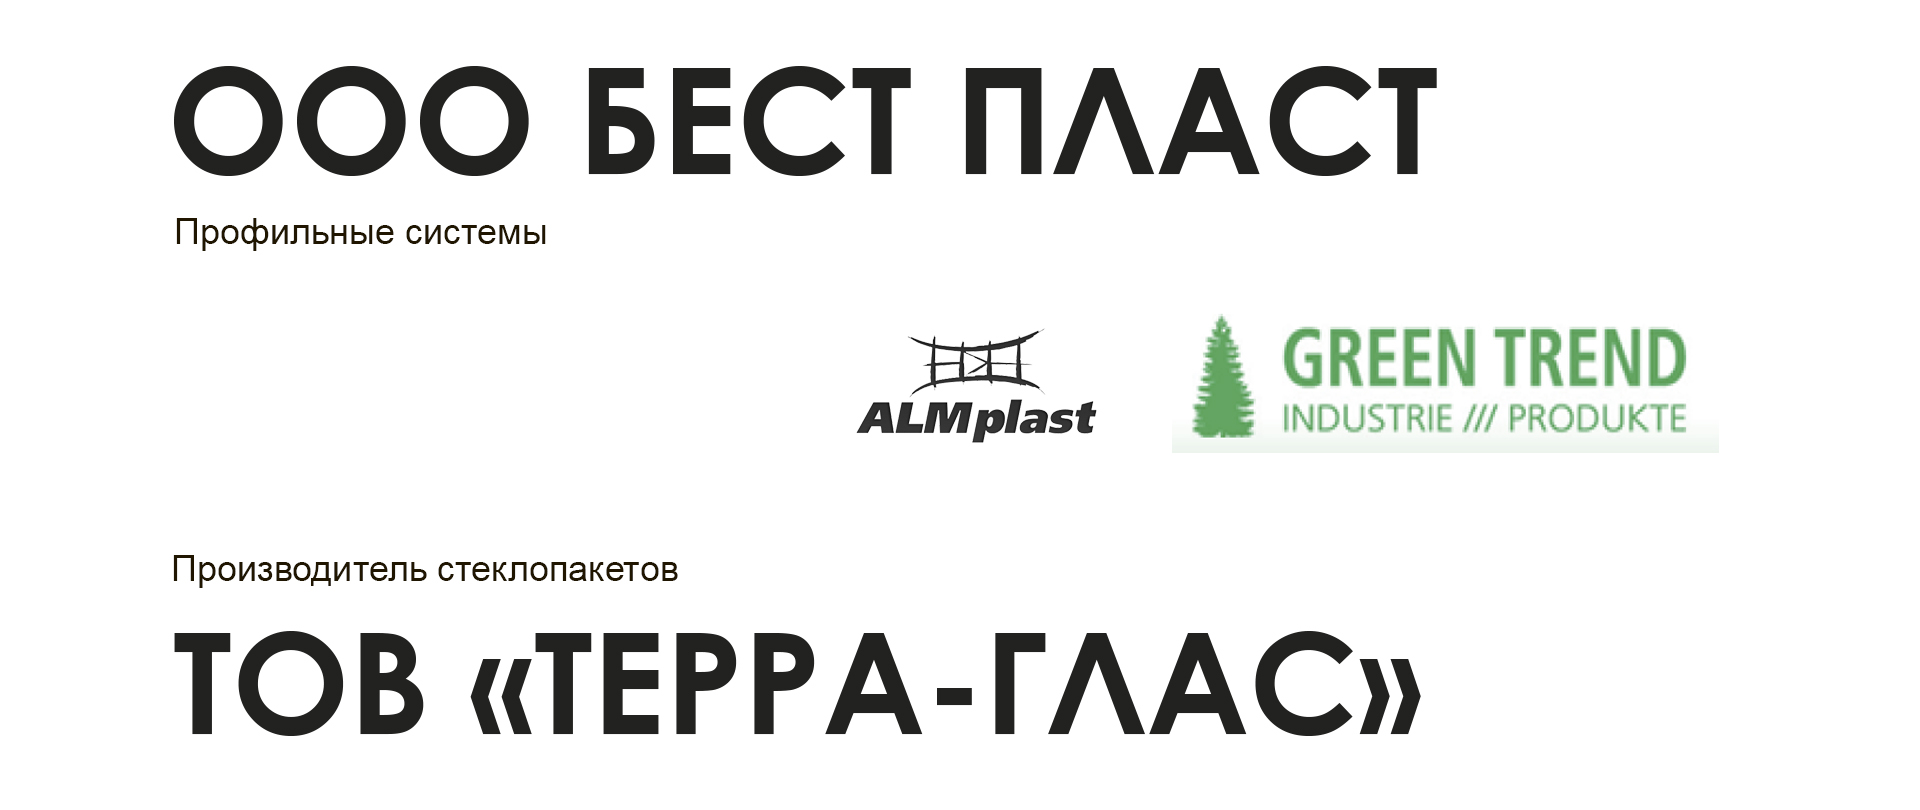 ООО БЕСТ ПЛАСТ
Профильные системы
ALMplast
GREEN TREND
INDUSTRIE /// PRODUKTE
Производитель стеклопакетов
ТОВ «ТЕРРА-ГЛАС»